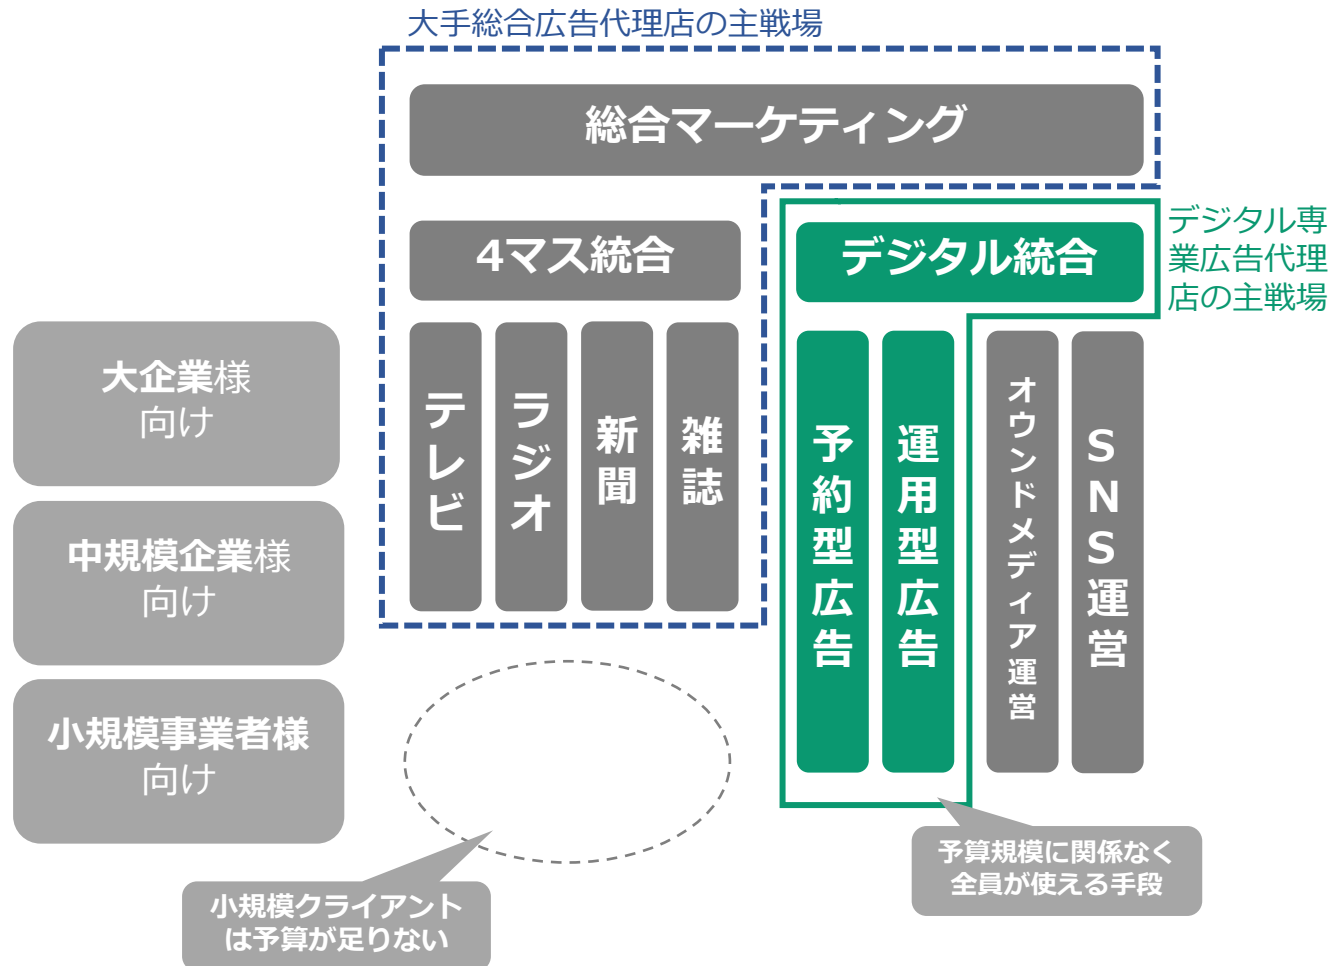 大手総合広告代理店の主戦場
総合マーケティング
4マス統合
デジタル統合
デジタル専
業広告代理
店の主戦場
大企業様
向け
中規模企業様
向け
小規模事業者様
向け
テレビ
ラジオ
新聞
雑誌
予約型広告
運用型広告
オウンドメディア運営
SNS運営
小規模クライアント
は予算が足りない
予算規模に関係なく
全員が使える手段